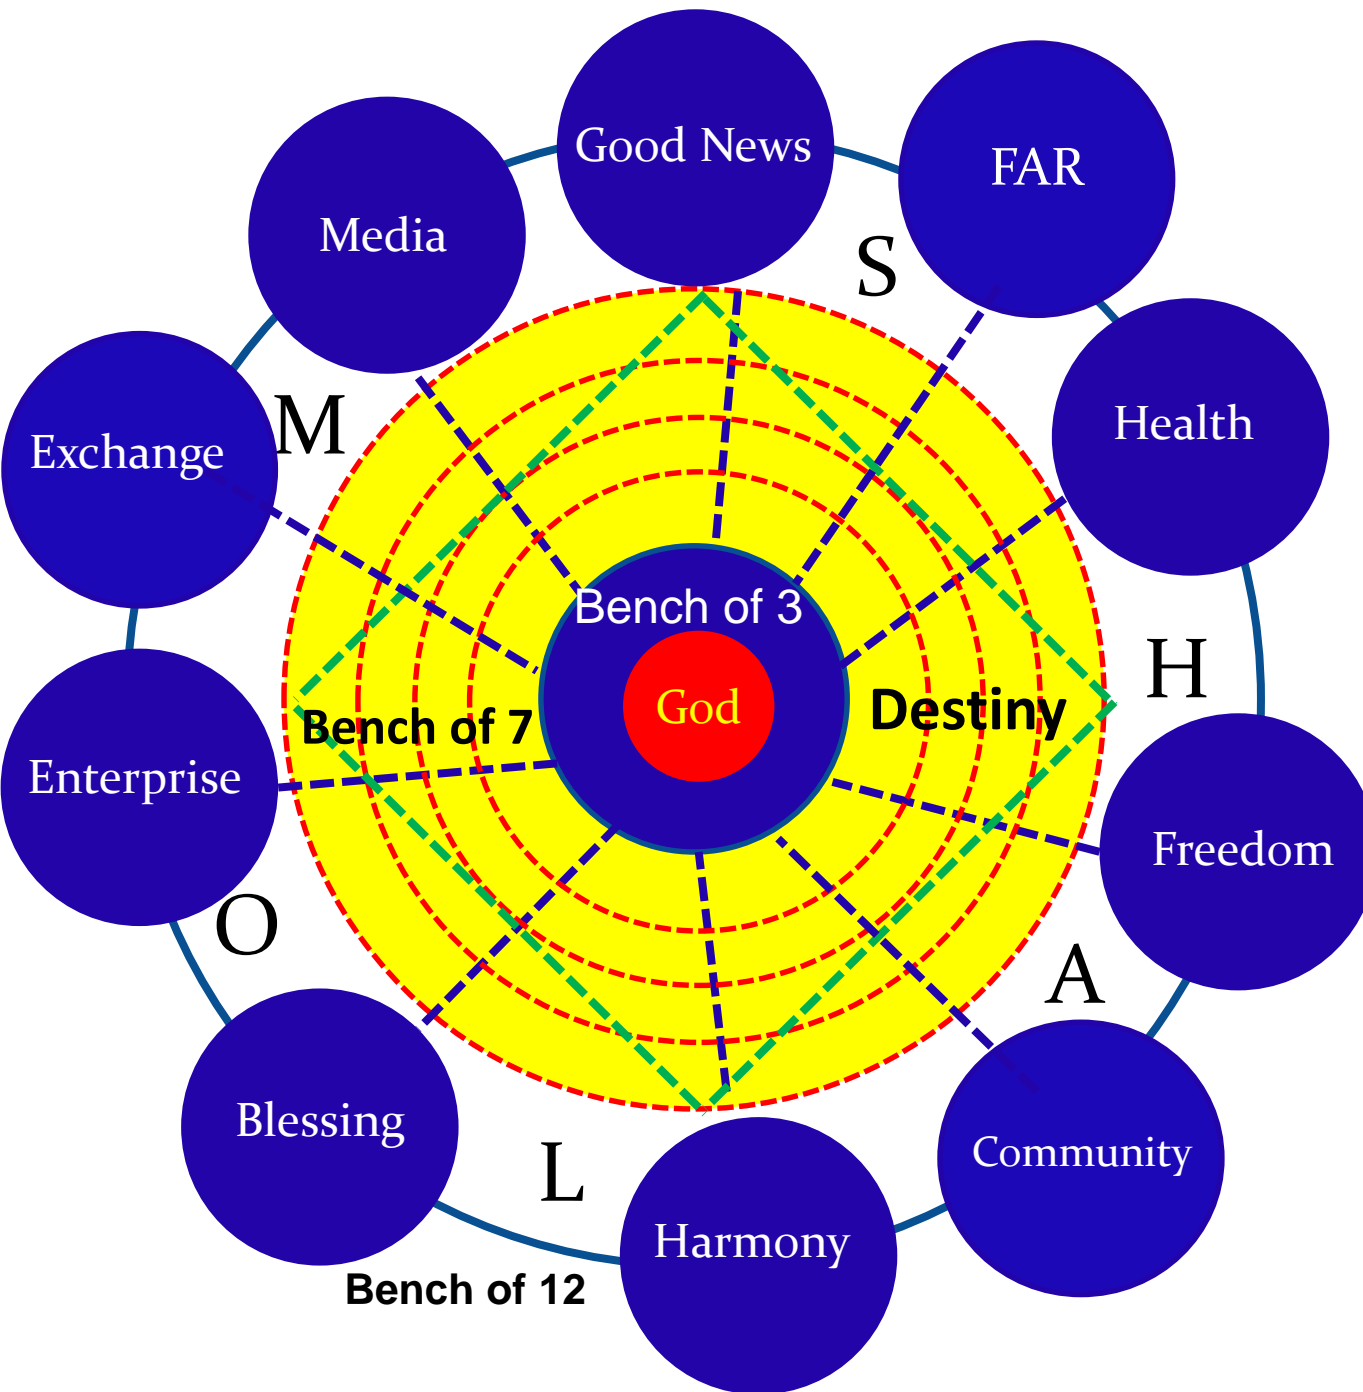 Good News
FAR
Media
S
Health
M
Exchange
Bench of 3
H
God
Destiny
Bench of 7
Enterprise
Freedom
O
A
Blessing
Community
L
Harmony
Bench of 12